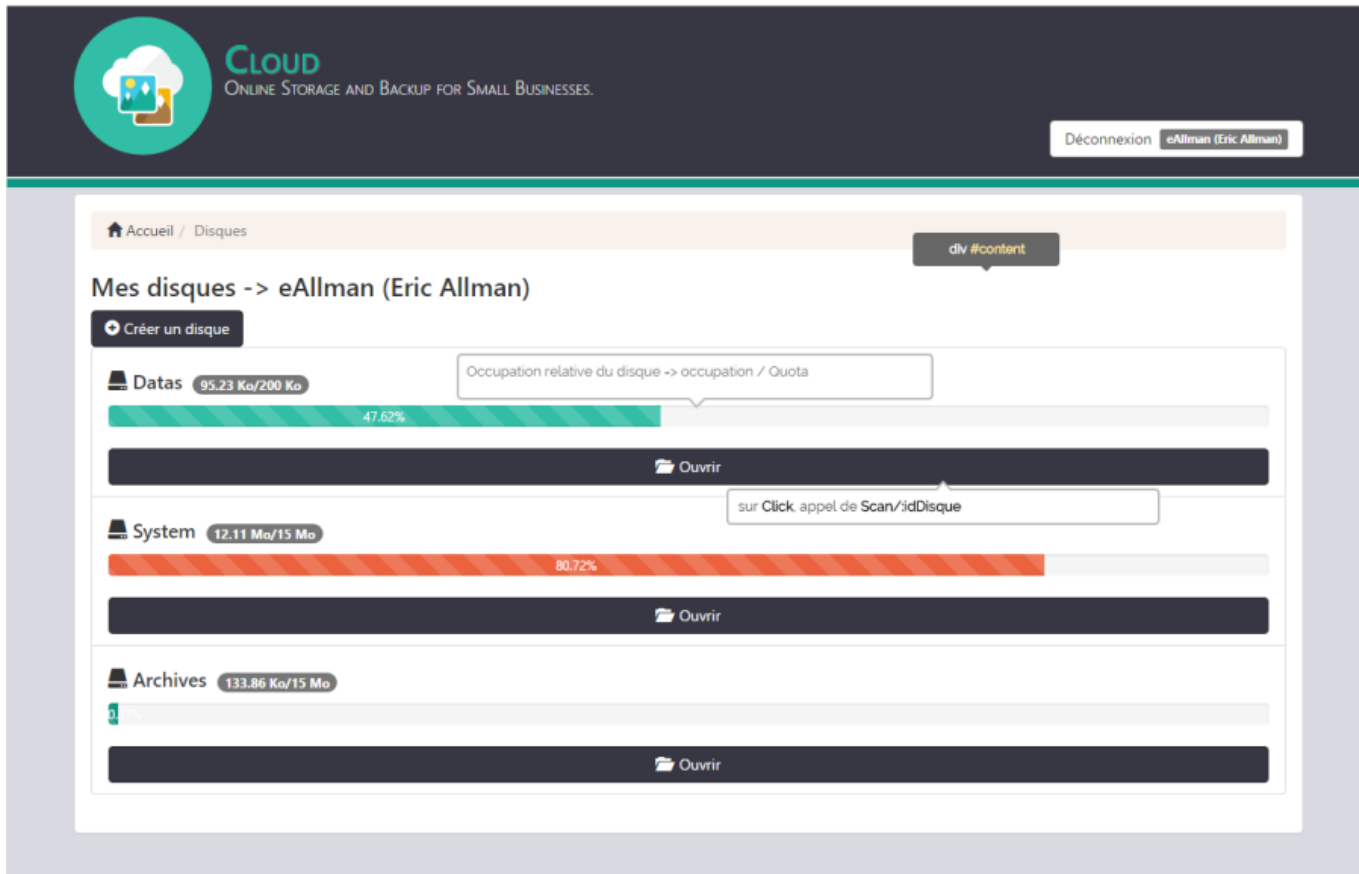 Cloud
Online Storage and Backup for Small Businesses.
Déconnexion eAllman (Eric Allman)
Accueil / Disques
div #content
Mes disques -> eAllman (Eric Allman)
Créer un disque
Datas 95.23 Ko/200 Ko
Occupation relative du disque -> occupation / Quota
47.62%
Ouvrir
sur Click, appel de Scan/:idDisque
System 12.11 Mo/15 Mo
80.72%
Ouvrir
Archives 133.86 Ko/15 Mo
Ouvrir